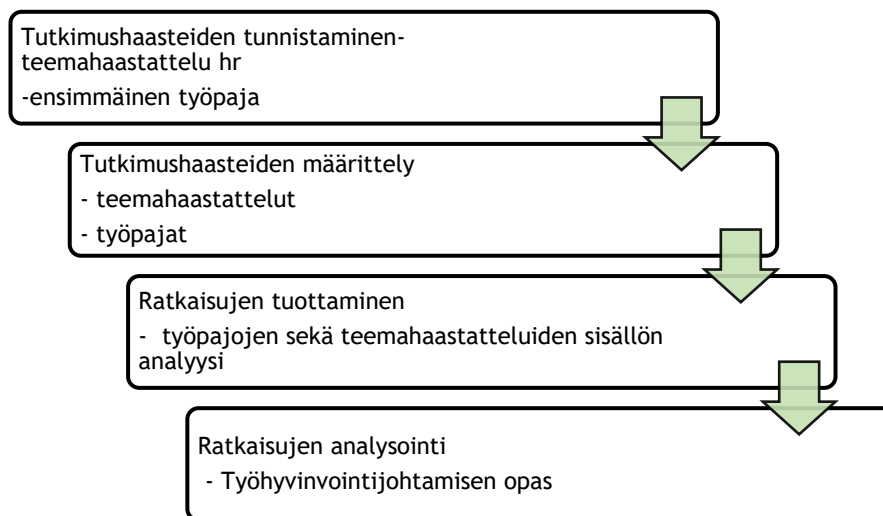 Tutkimushaasteiden tunnistaminen-
teemahaastattelu hr
-ensimmäinen työpaja
Tutkimushaasteiden määrittely
- teemahaastattelut
- työpajat
Ratkaisujen tuottaminen
- työpajojen sekä teemahaastatteluiden sisällön
analyysi
Ratkaisujen analysointi
- Työhyvinvointijohtamisen opas